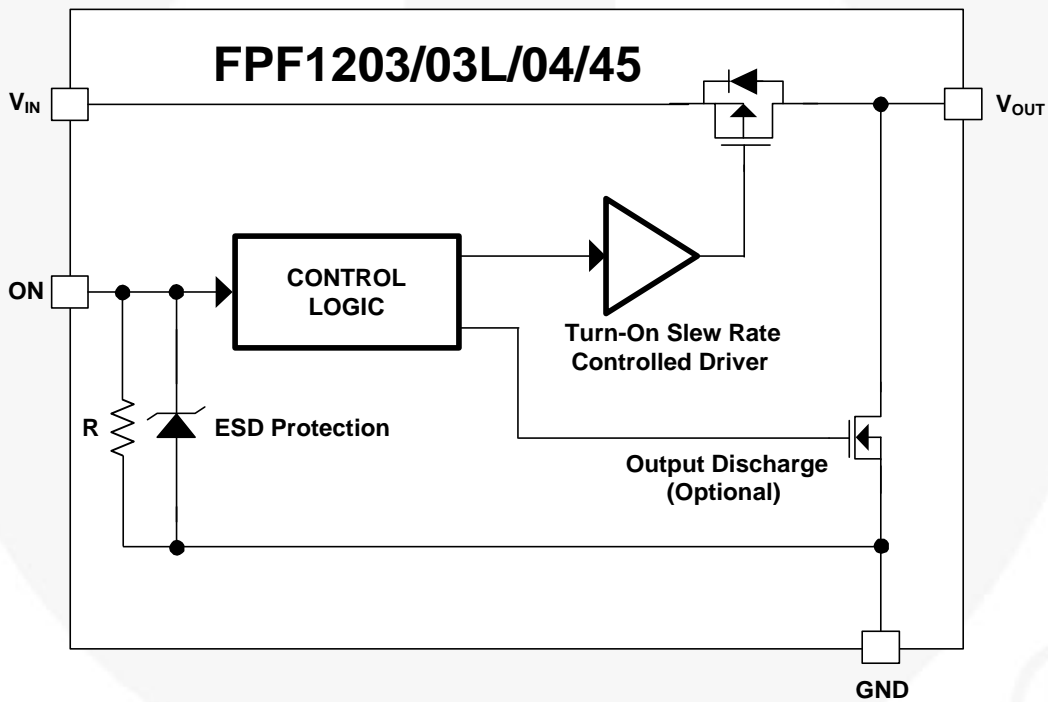 FPF1203/03L/04/45
VIN
VOUT
ON
CONTROL
LOGIC
Turn-On Slew Rate
Controlled Driver
R
ESD Protection
Output Discharge
(Optional)
GND